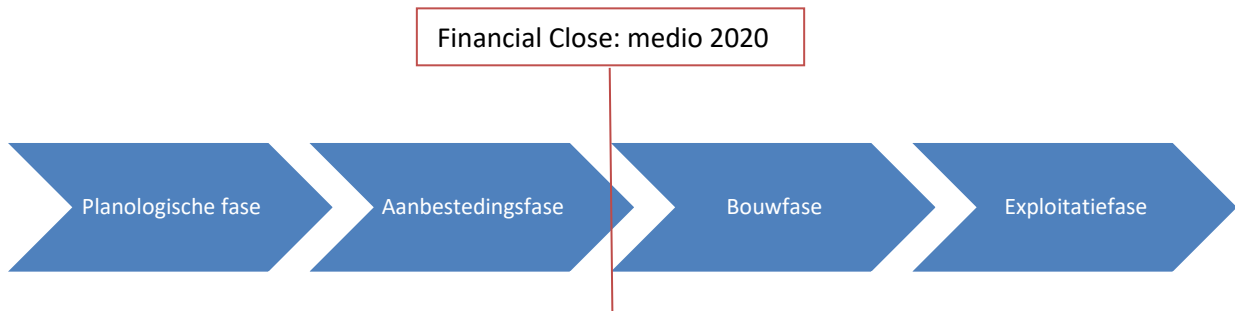 Financial Close: medio 2020
Planologische fase
Aanbestedingsfase
Bouwfase
Exploitatiefase